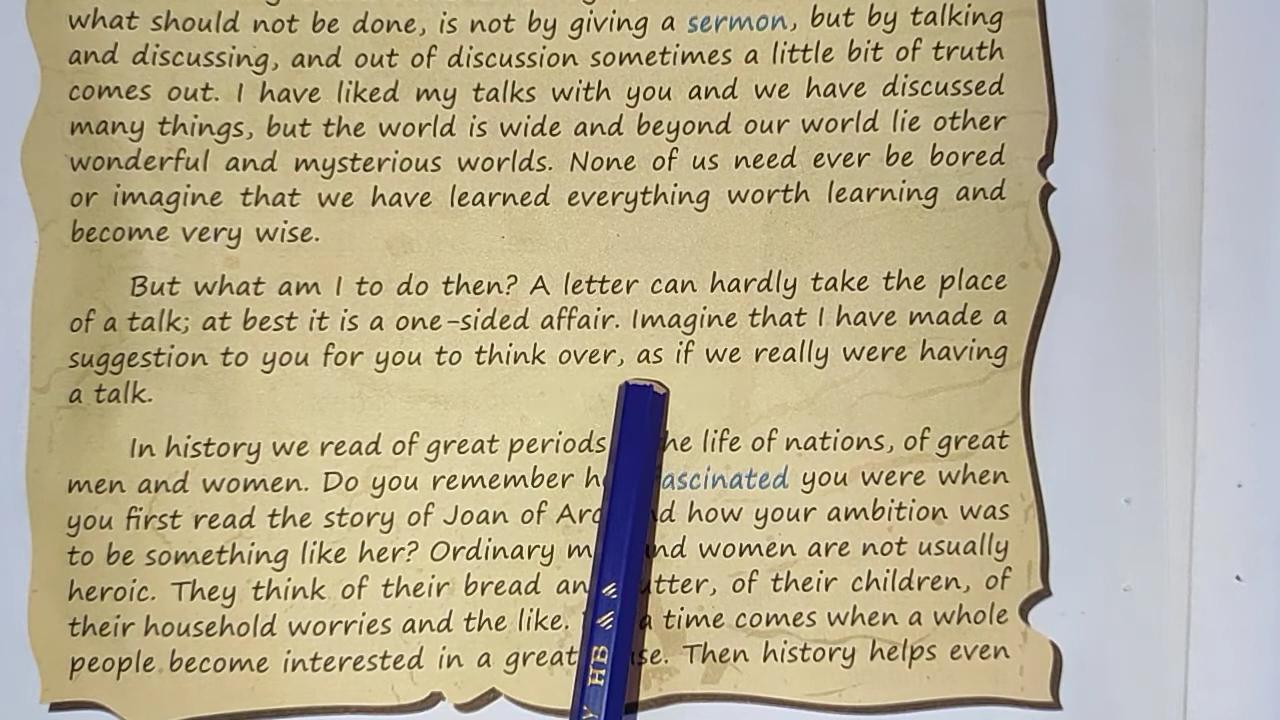 what should not be done, is not by giving a sermon, but by talking
and discussing, and out of discussion sometimes a little bit of truth
comes out. I have liked my talks with you and we have discussed
many things, but the world is wide and beyond our world lie other
wonderful and mysterious worlds. None of us need ever be bored
or imagine that we have learned everything worth learning and
become very wise.
But what am I to do then? A letter can hardly take the place
of a talk; at best it is a one-sided affair. Imagine that I have made a
suggestion to you for you to think over, as if we really were having
a talk.
In history we read of great periods he life of nations, of great
men and women. Do you remember h ascinated you were when
you first read the story of Joan of Arc d how your ambition was
to be something like her? Ordinary m nd women are not usually
heroic. They think of their bread an utter, of their children, of
their household worries and the like. a time comes when a whole
people become interested in a great se. Then history helps even
HB